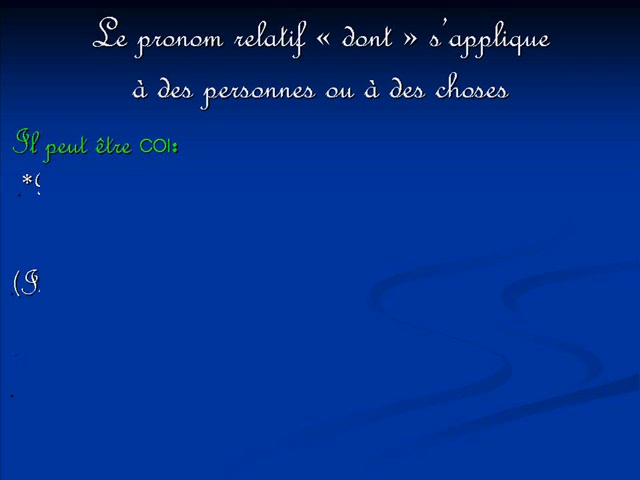 Le pronom relatif « dont » s'applique
à des personnes ou à des choses
Il peut être COI: